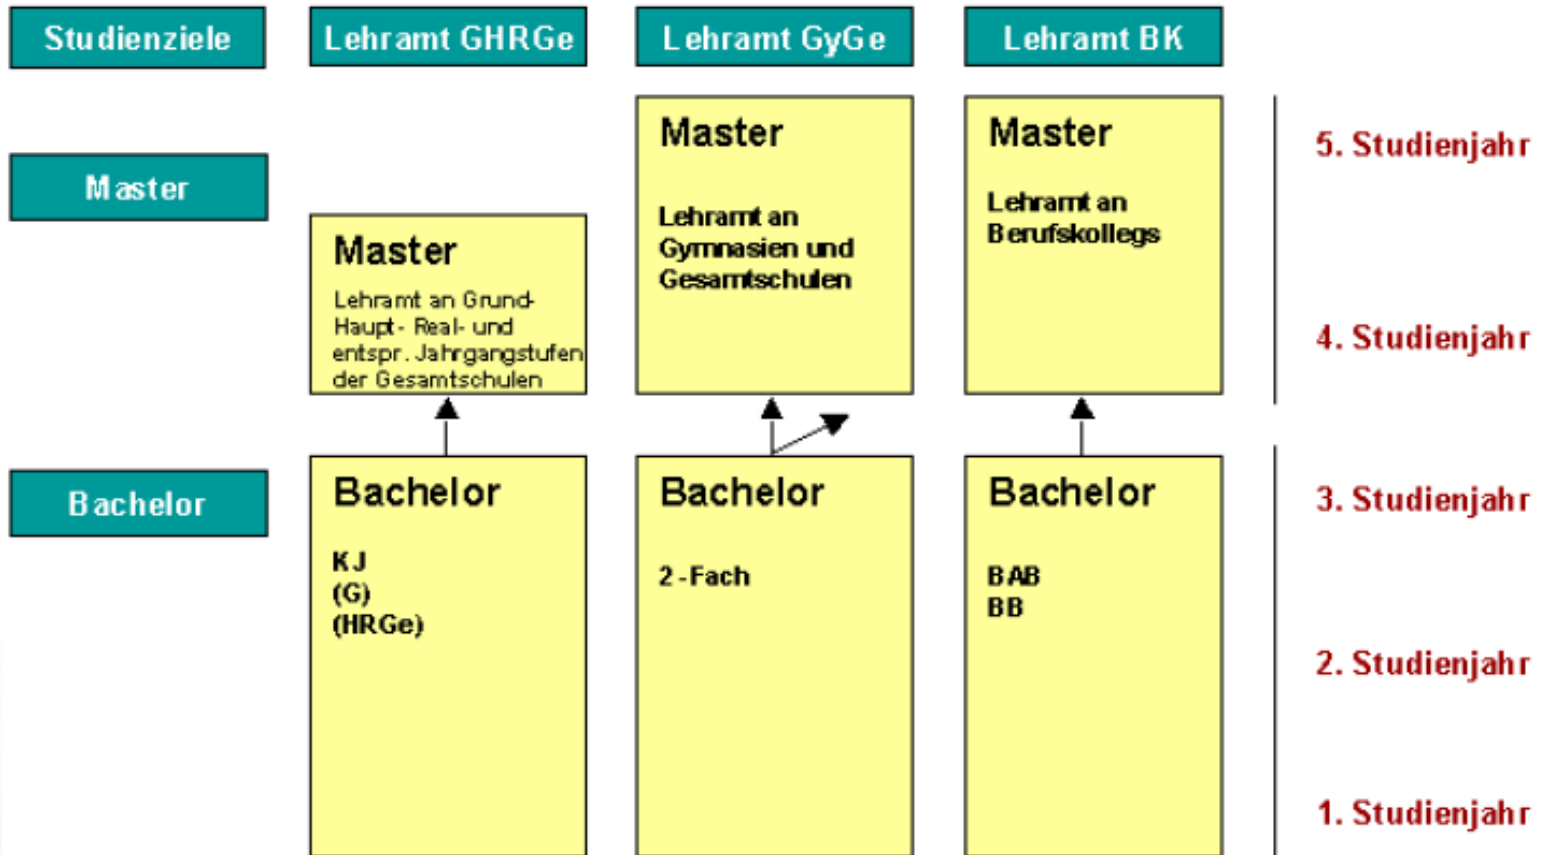 Studienziele
Lehramt GHRGe
Lehramt GyGe
Lehramt BK
Master
Master
Lehramt an Grund-
Haupt- Real- und
entspr. Jahrgangstufen
der Gesamtschulen
Master
Lehramt an
Gymnasien und
Gesamtschulen
Master
Lehramt an
Berufskollegs
5. Studienjahr
4. Studienjahr
Bachelor
Bachelor
KJ
(G)
(HRGe)
Bachelor
2-Fach
Bachelor
BAB
BB
3. Studienjahr
2. Studienjahr
1. Studienjahr